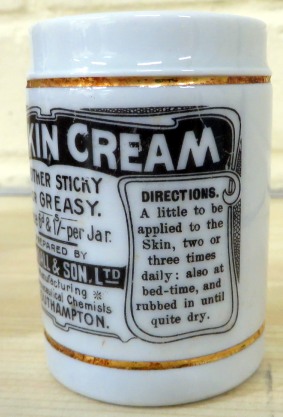 KIN CREAM
THER STICKY
GREASY.
& 1/- per Jar.
PREPARED BY
& SON. LTD
Manufacturing
Chemists
DIRECTIONS.
A little to be
applied to the
Skin, two or
three times
daily; also at
bed-time, and
rubbed in until
quite dry.